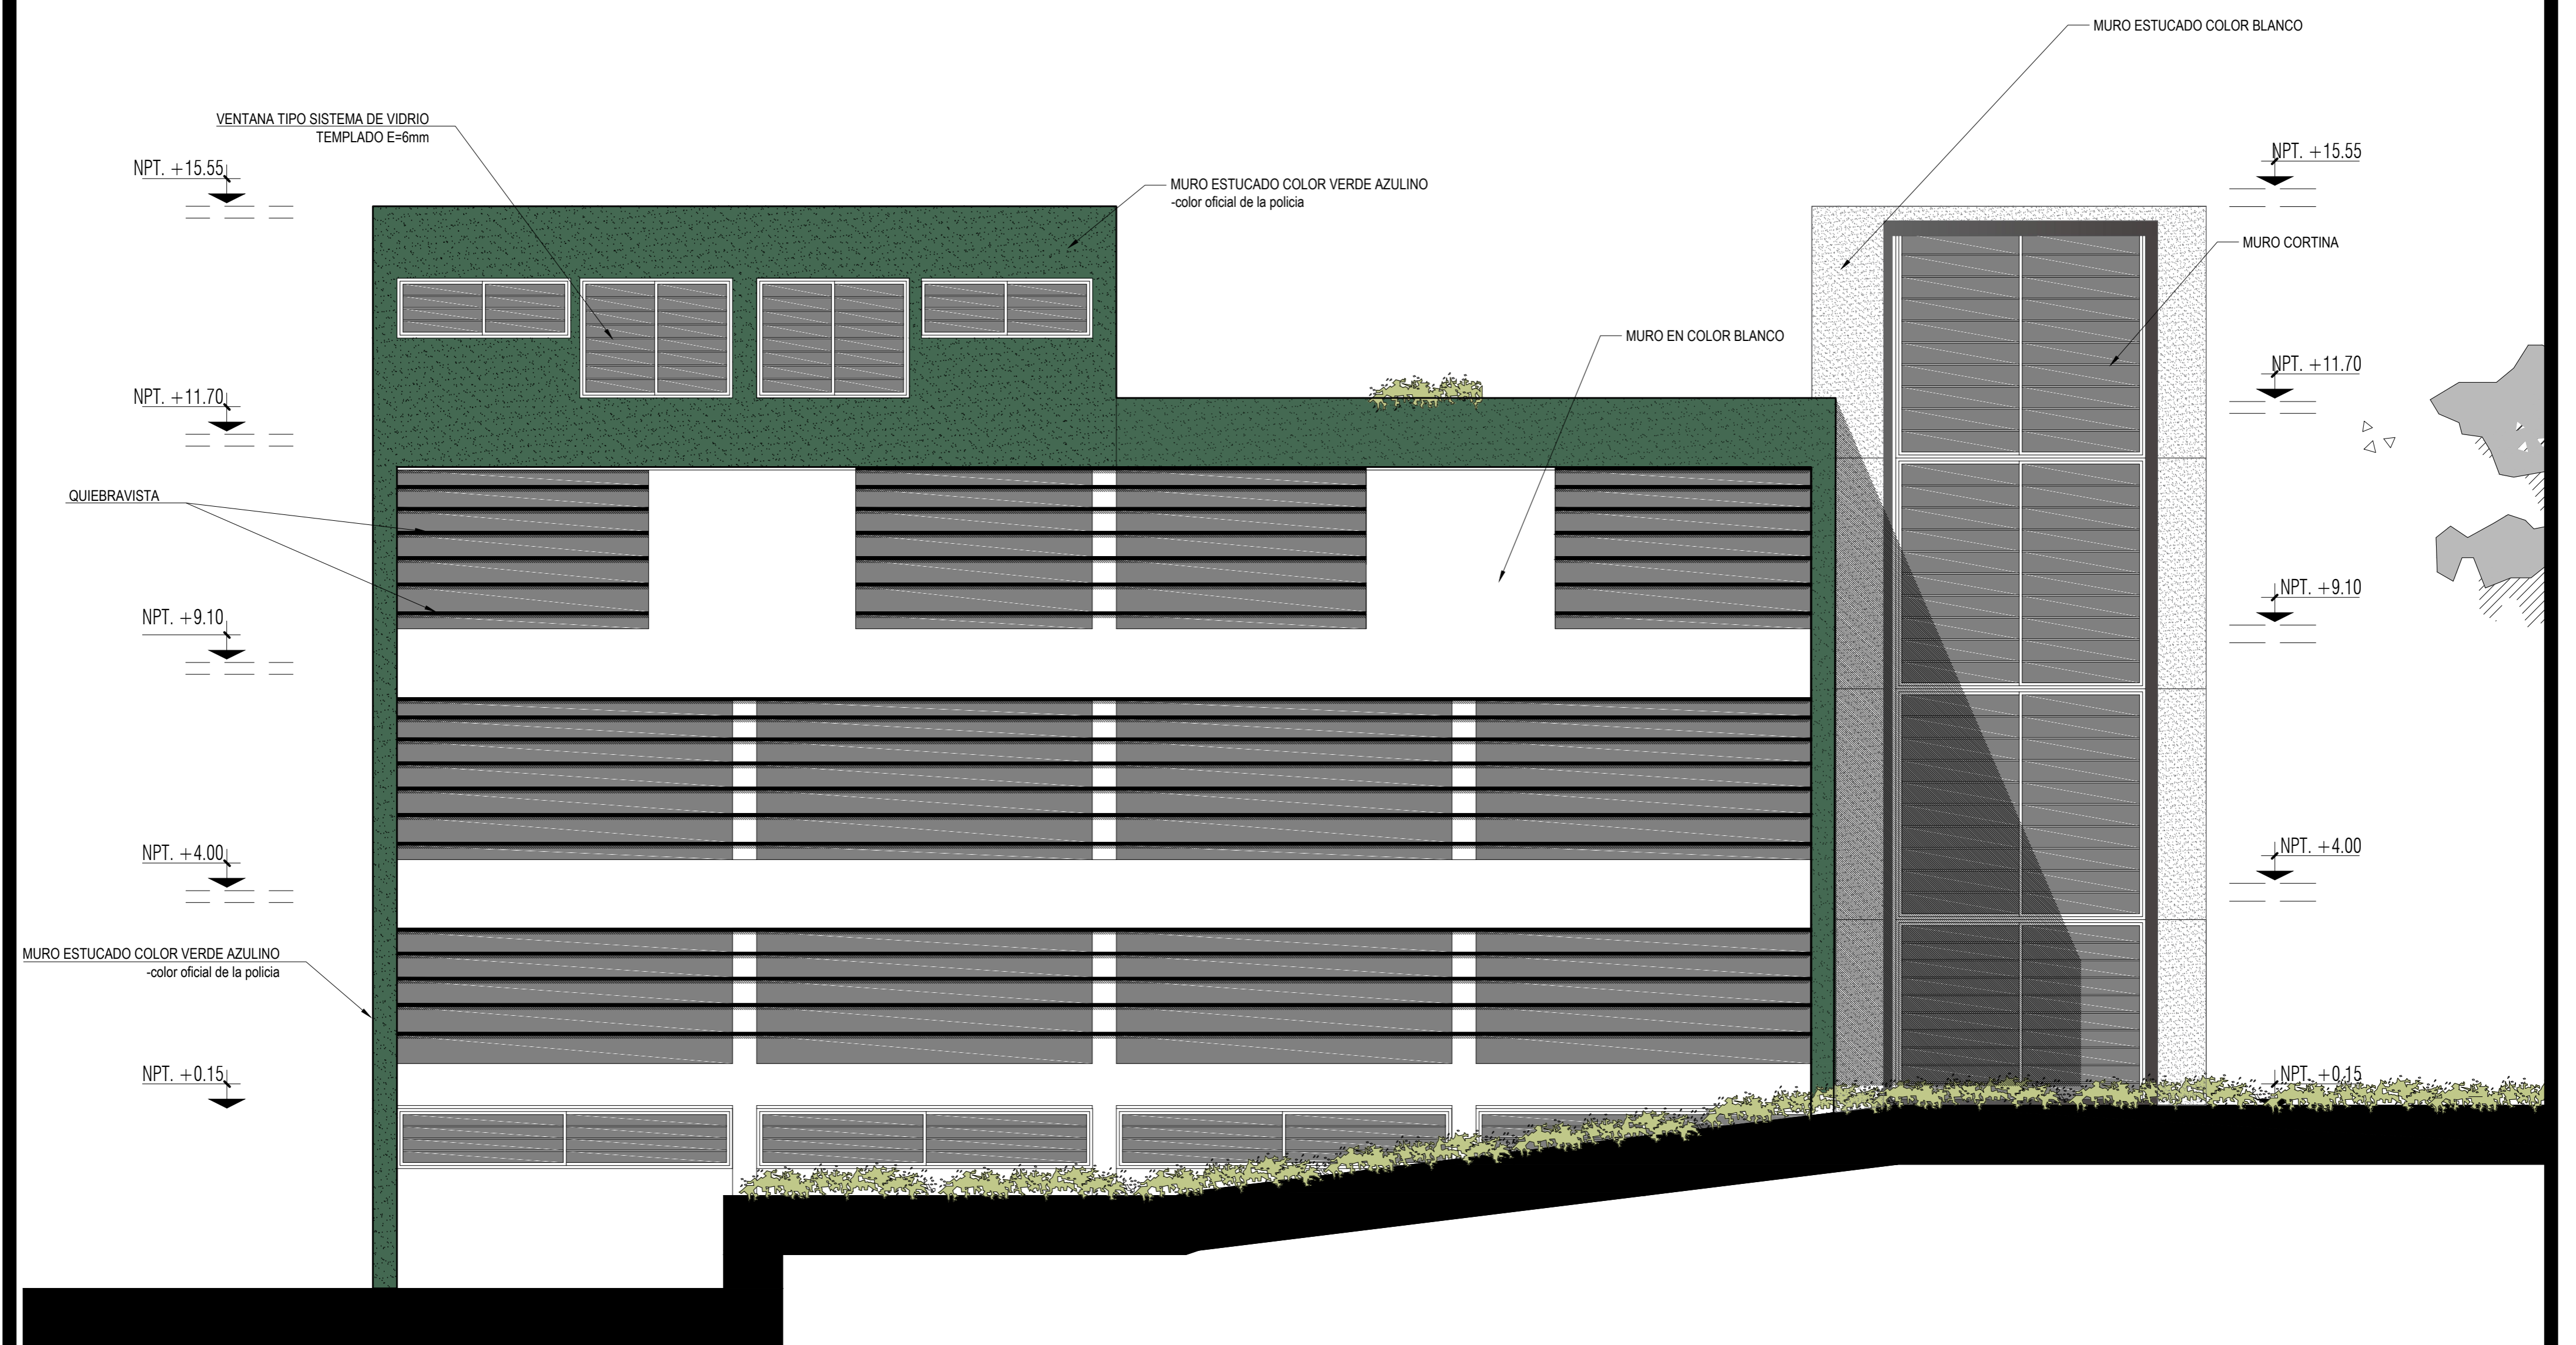 MURO ESTUCADO COLOR BLANCO
VENTANA TIPO SISTEMA DE VIDRIO
TEMPLADO E=6mm
NPT. +15.55
NPT. +15.55
MURO ESTUCADO COLOR VERDE AZULINO
-color oficial de la policia
MURO CORTINA
MURO EN COLOR BLANCO
NPT. +11.70
NPT. +11.70
QUIEBRAVISTA
NPT. +9.10
NPT. +9.10
NPT. +4.00
NPT. +4.00
MURO ESTUCADO COLOR VERDE AZULINO
-color oficial de la policia
NPT. +0.15
NPT. +0.15